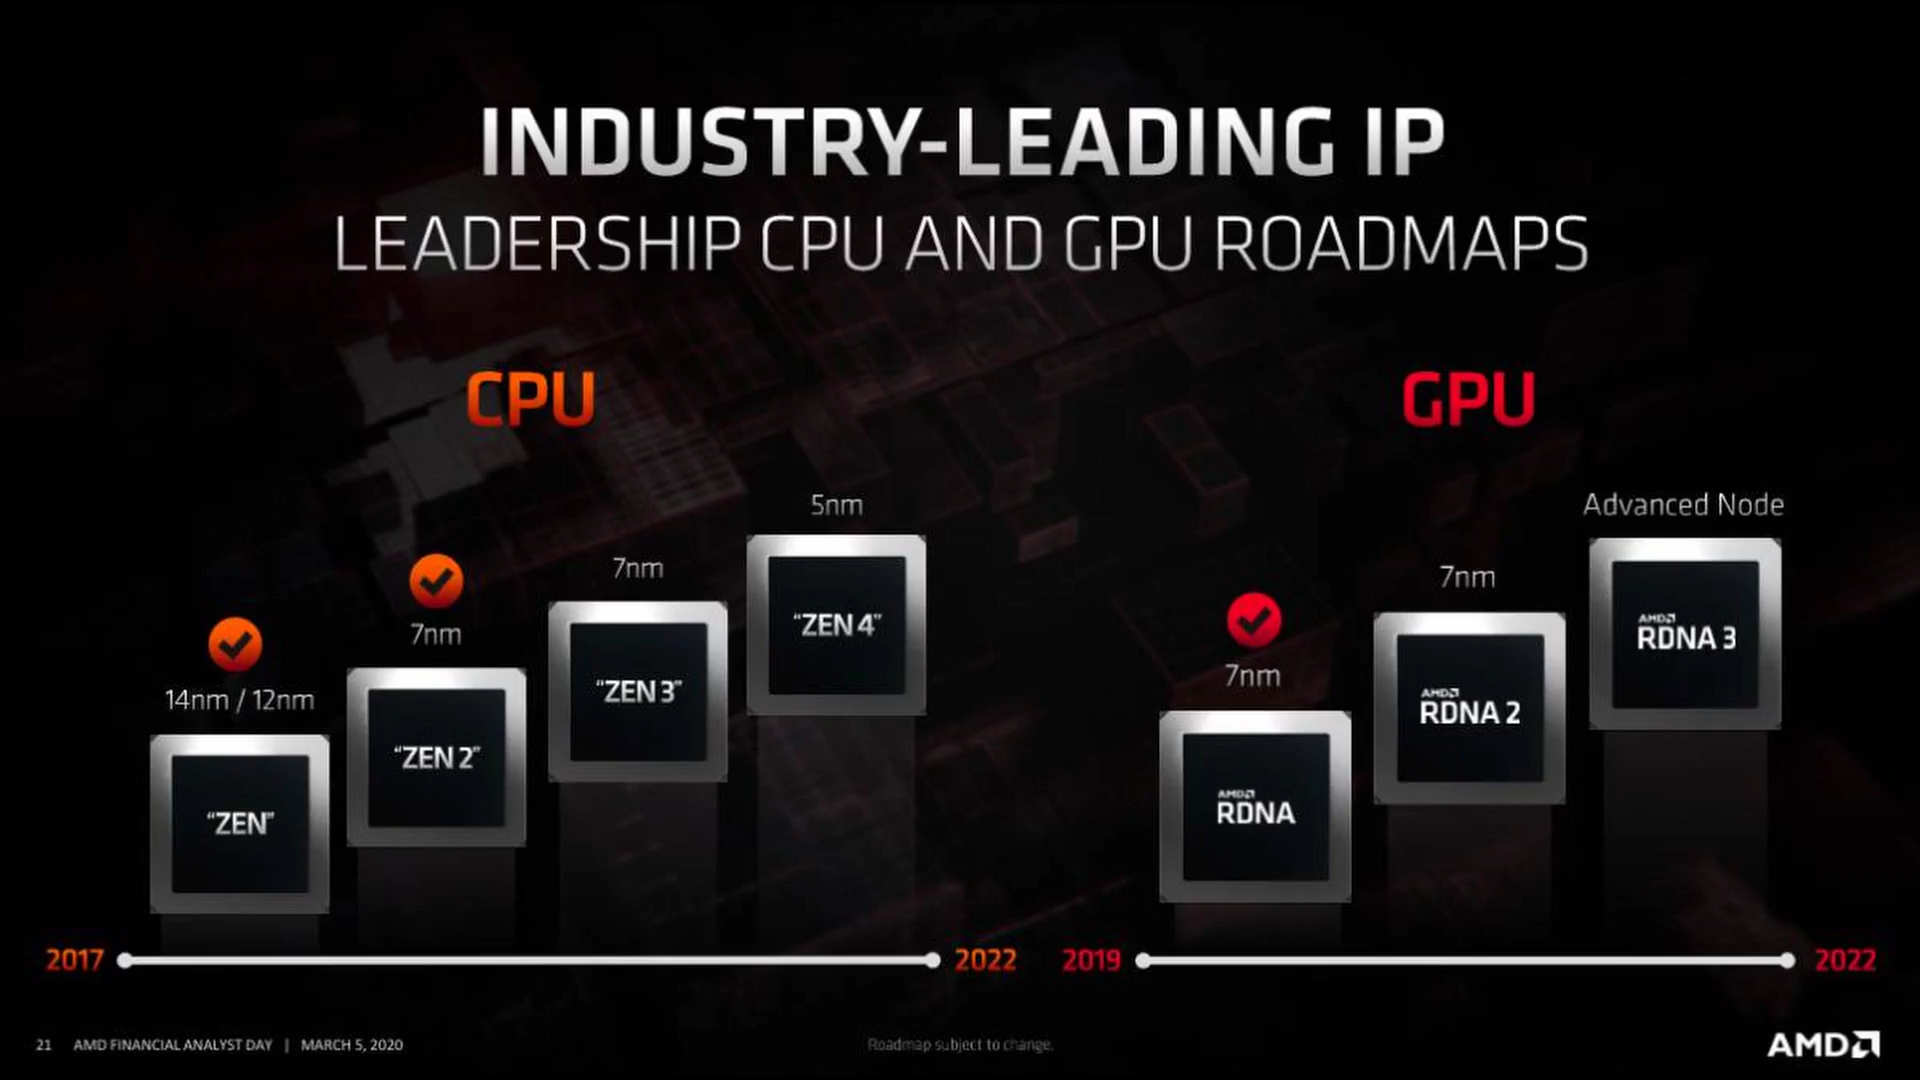 INDUSTRY-LEADING IP
LEADERSHIP CPU AND GPU ROADMAPS
CPU
14nm / 12nm
"ZEN"
7nm
"ZEN 2"
7nm
"ZEN 3"
5nm
"ZEN 4"
2017
2022
GPU
7nm
AMD
RDNA
7nm
AMD
RDNA 2
Advanced Node
AMD
RDNA 3
2019
2022
21 AMD FINANCIAL ANALYST DAY | MARCH 5, 2020
Roadmap subject to change.
AMD